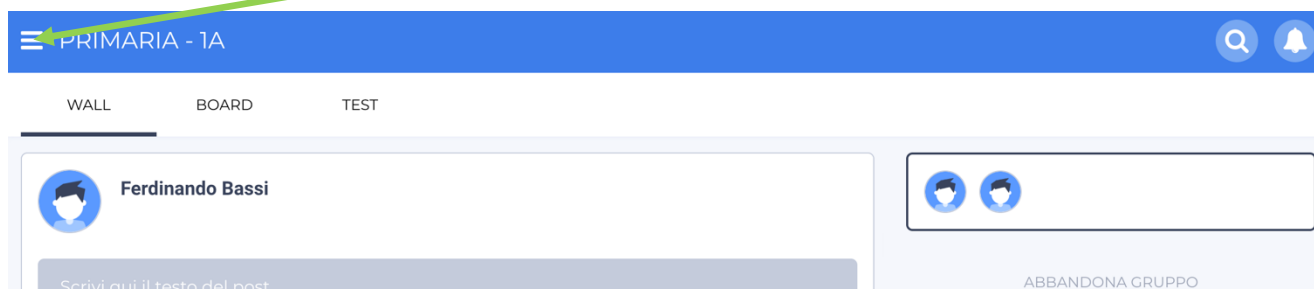 PRIMARIA - 1A
WALL BOARD TEST
Ferdinando Bassi
Scrivi qui il testo del post
ABBANDONA GRUPPO